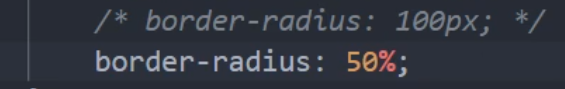 /* border-radius: 100px; */
border-radius: 50%;